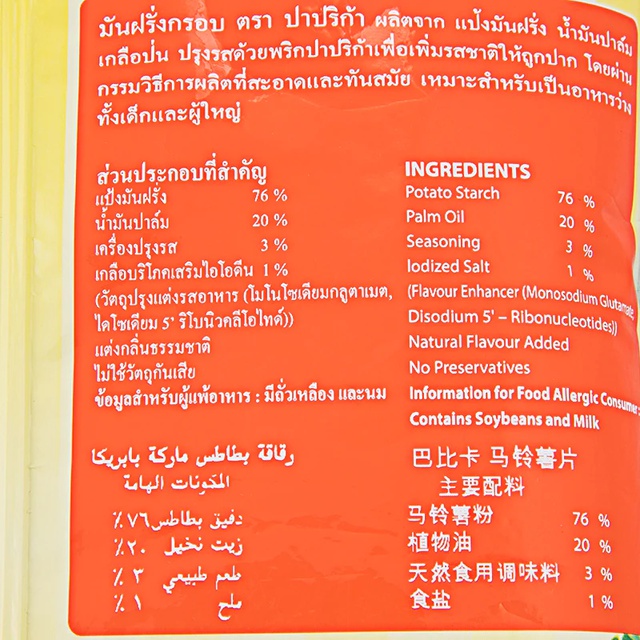 มันฝรั่งกรอบ ตรา ปาปริก้า ผลิตจาก แป้งมันฝรั่ง น้ำมันปาล์ม
เกลือป่น ปรุงรสด้วยพริกปาปริก้าเพื่อเพิ่มรสชาติให้ถูกปาก โดยผ่าน
กรรมวิธีการผลิตที่สะอาดและทันสมัย เหมาะสำหรับเป็นอาหารว่าง
ทั้งเด็กและผู้ใหญ่
ส่วนประกอบที่สำคัญ
แป้งมันฝรั่ง 76 %
น้ำมันปาล์ม 20 %
เครื่องปรุงรส 3 %
เกลือบริโภคเสริมไอโอดีน 1 %
(วัตถุปรุงแต่งรสอาหาร (โมโนโซเดียมกลูตาเมต,
ไดโซเดียม 5' ริโบนิวคลีโอไทด์))
แต่งกลิ่นธรรมชาติ
ไม่ใช้วัตถุกันเสีย
ข้อมูลสำหรับผู้แพ้อาหาร : มีถั่วเหลือง และนม
INGREDIENTS
Potato Starch 76 %
Palm Oil 20 %
Seasoning 3 %
Iodized Salt 1 %
(Flavour Enhancer (Monosodium Glutamate,
Disodium 5' – Ribonucleotides))
Natural Flavour Added
No Preservatives
Information for Food Allergic Consumer :
Contains Soybeans and Milk
رقاقة بطاطس ماركة بابريكا
المكونات الهامة
دقيق بطاطس ٧٦ ٪
زيت نخيل ٢٠ ٪
طعم طبيعي ٣ ٪
ملح ١ ٪
巴比卡 马铃薯片
主要配料
马铃薯粉 76 %
植物油 20 %
天然食用调味料 3 %
食盐 1 %